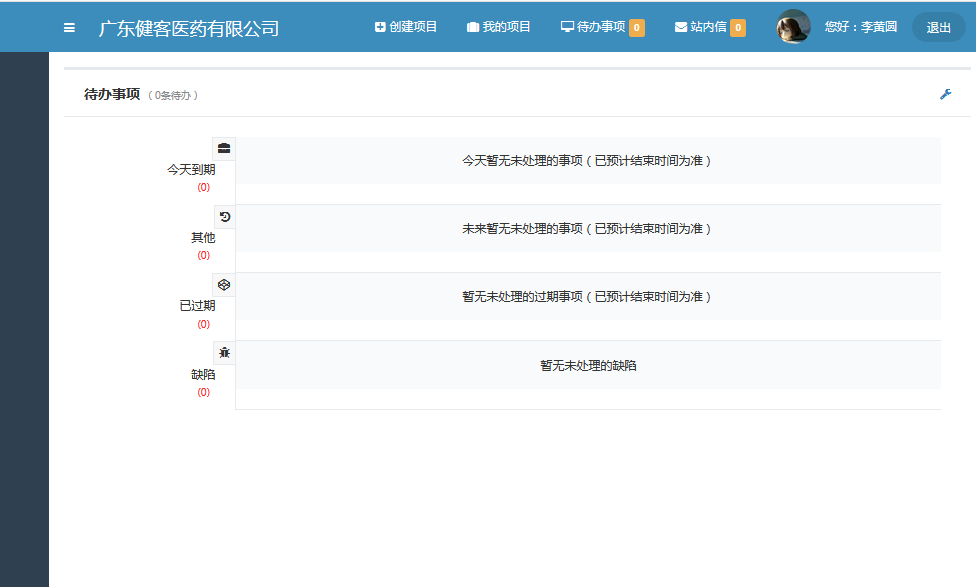 广东健客医药有限公司 创建项目 我的项目 待办事项 0 站内信 0 您好：李黄圆 退出
待办事项 （0条待办）
今天到期
(0)
今天暂无未处理的事项（已预计结束时间为准）
其他
(0)
未来暂无未处理的事项（已预计结束时间为准）
已过期
(0)
暂无未处理的过期事项（已预计结束时间为准）
缺陷
(0)
暂无未处理的缺陷